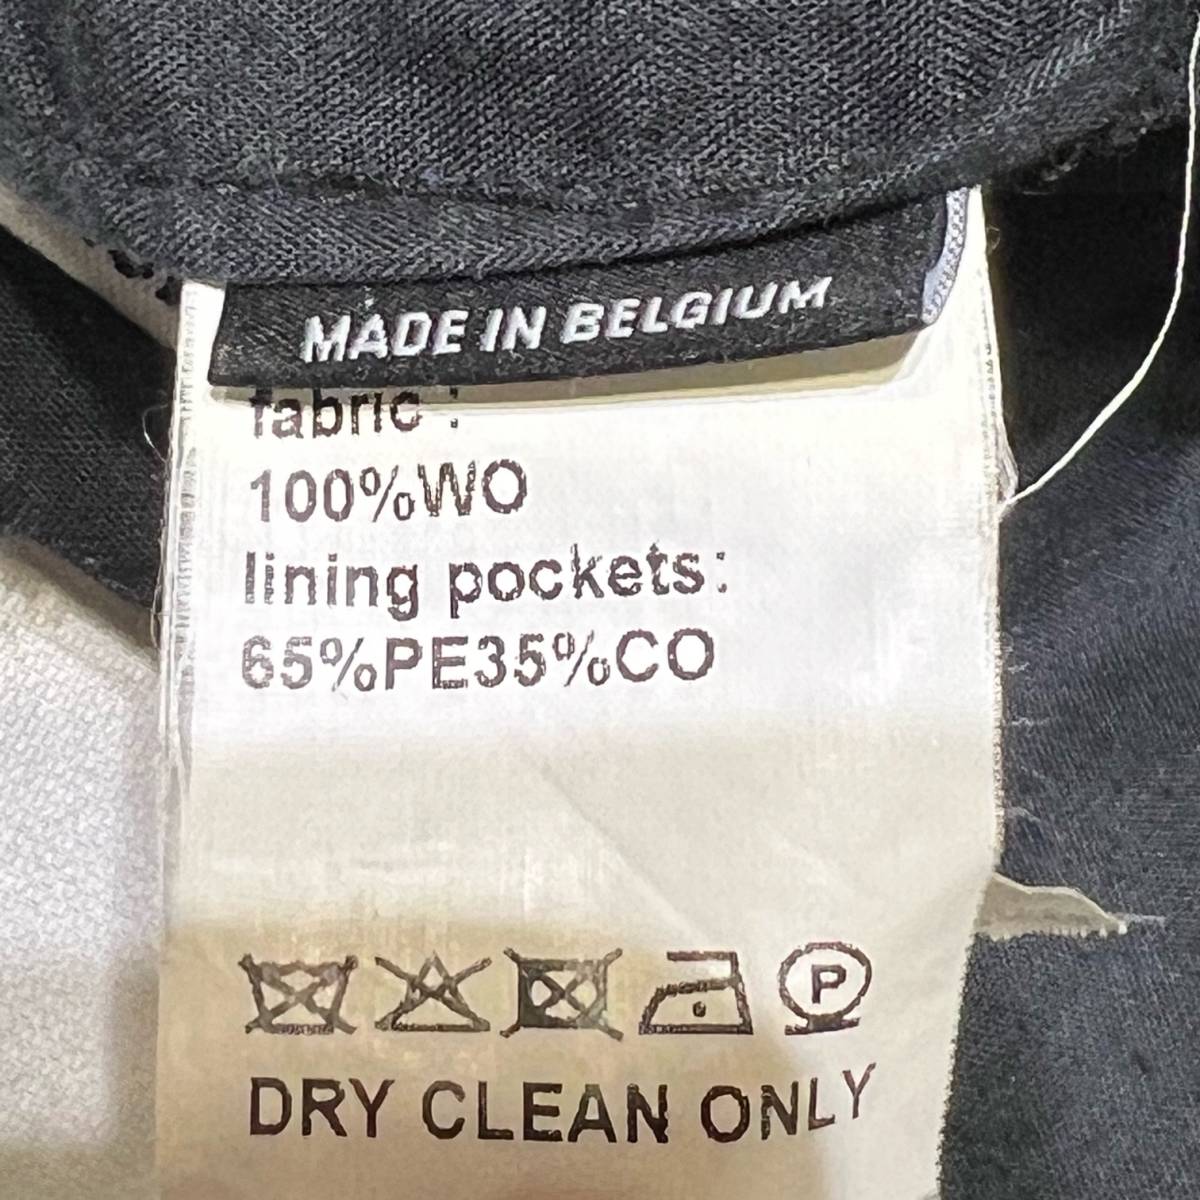 MADE IN BELGIUM
fabric :
100%WO
lining pockets:
65%PE35%CO
P
DRY CLEAN ONLY